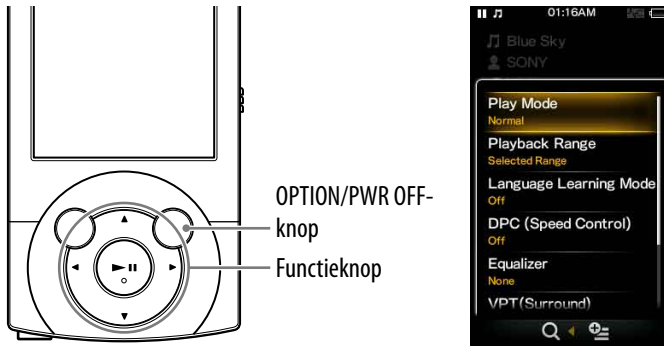 OPTION/PWR OFF-
knop
Functieknop
01:16AM
Blue Sky
SONY
Play Mode
Normal
Playback Range
Selected Range
Language Learning Mode
Off
DPC (Speed Control)
Off
Equalizer
None
VPT(Surround)